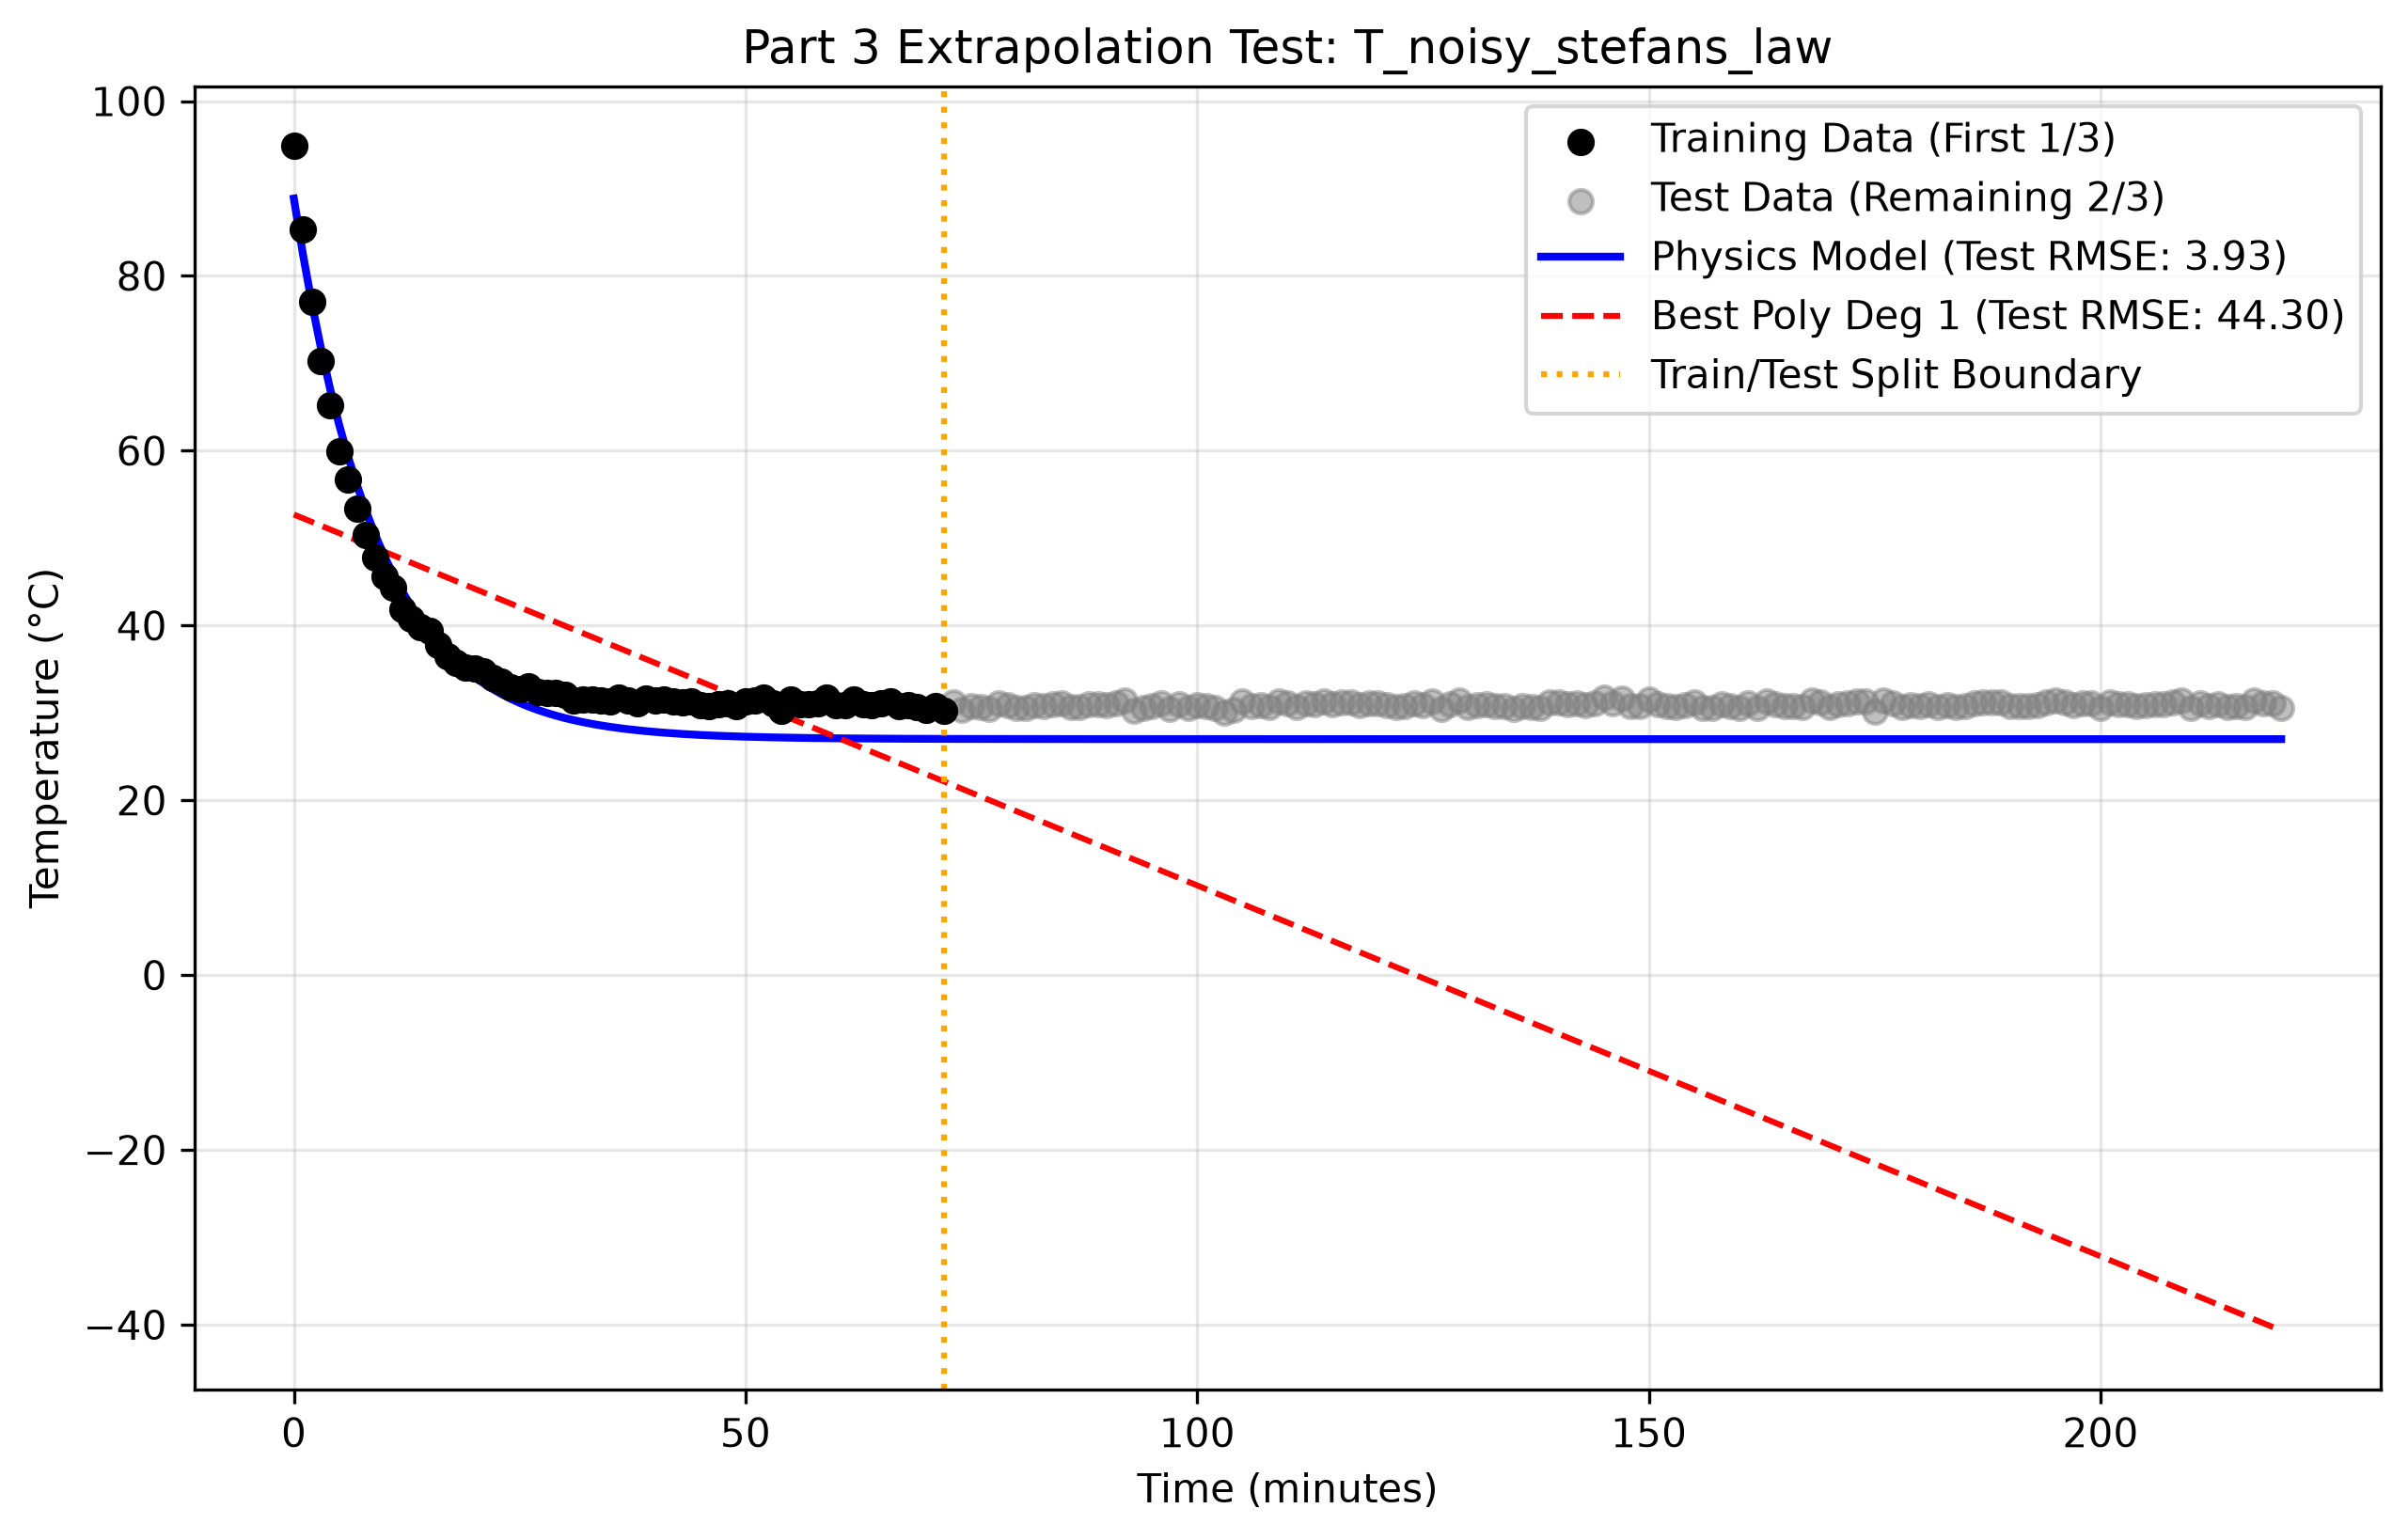 Part 3 Extrapolation Test: T_noisy_stefans_law
100
80
60
40
20
0
−20
−40
Temperature (°C)
Training Data (First 1/3)
Test Data (Remaining 2/3)
Physics Model (Test RMSE: 3.93)
Best Poly Deg 1 (Test RMSE: 44.30)
Train/Test Split Boundary
0 50 100 150 200
Time (minutes)